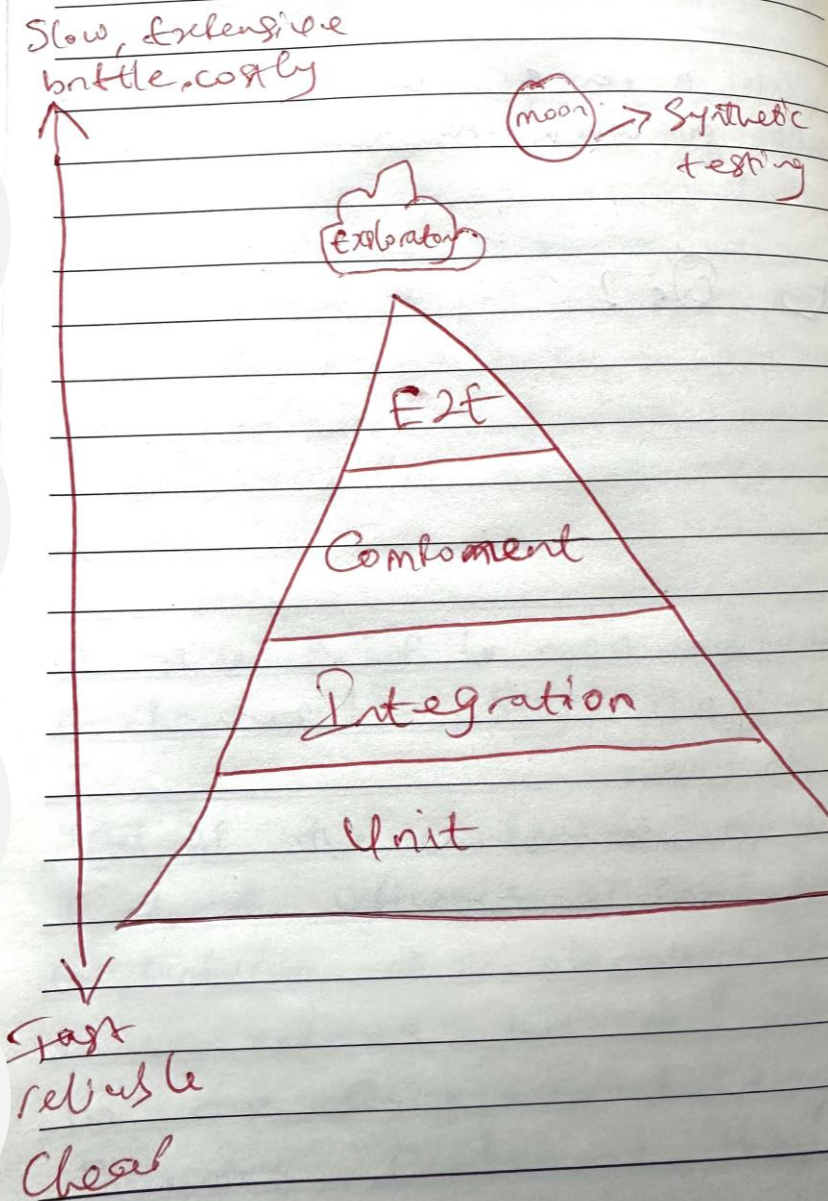 Slow, Extensive
brittle, costly
moon → Synthetic
testing
Exploratory
E2E
Component
Integration
Unit
Fast
reliable
Cheap